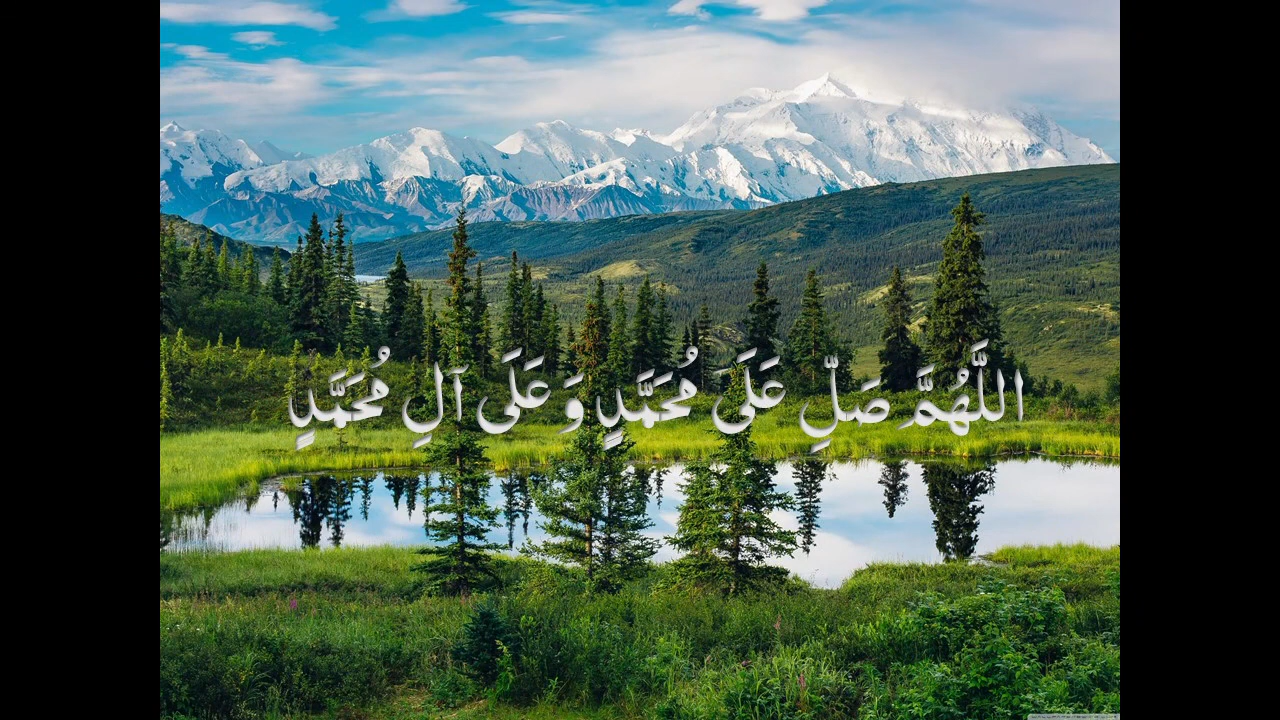 اللَّهُمَّ صَلِّ عَلَى مُحَمَّدٍ وَعَلَى آلِ مُحَمَّدٍ